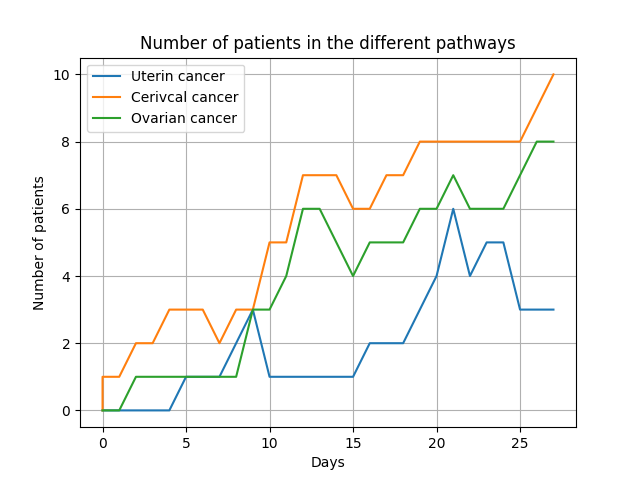 Number of patients in the different pathways
Uterin cancer
Cerivcal cancer
Ovarian cancer
Number of patients
10
8
6
4
2
0
0 5 10 15 20 25
Days